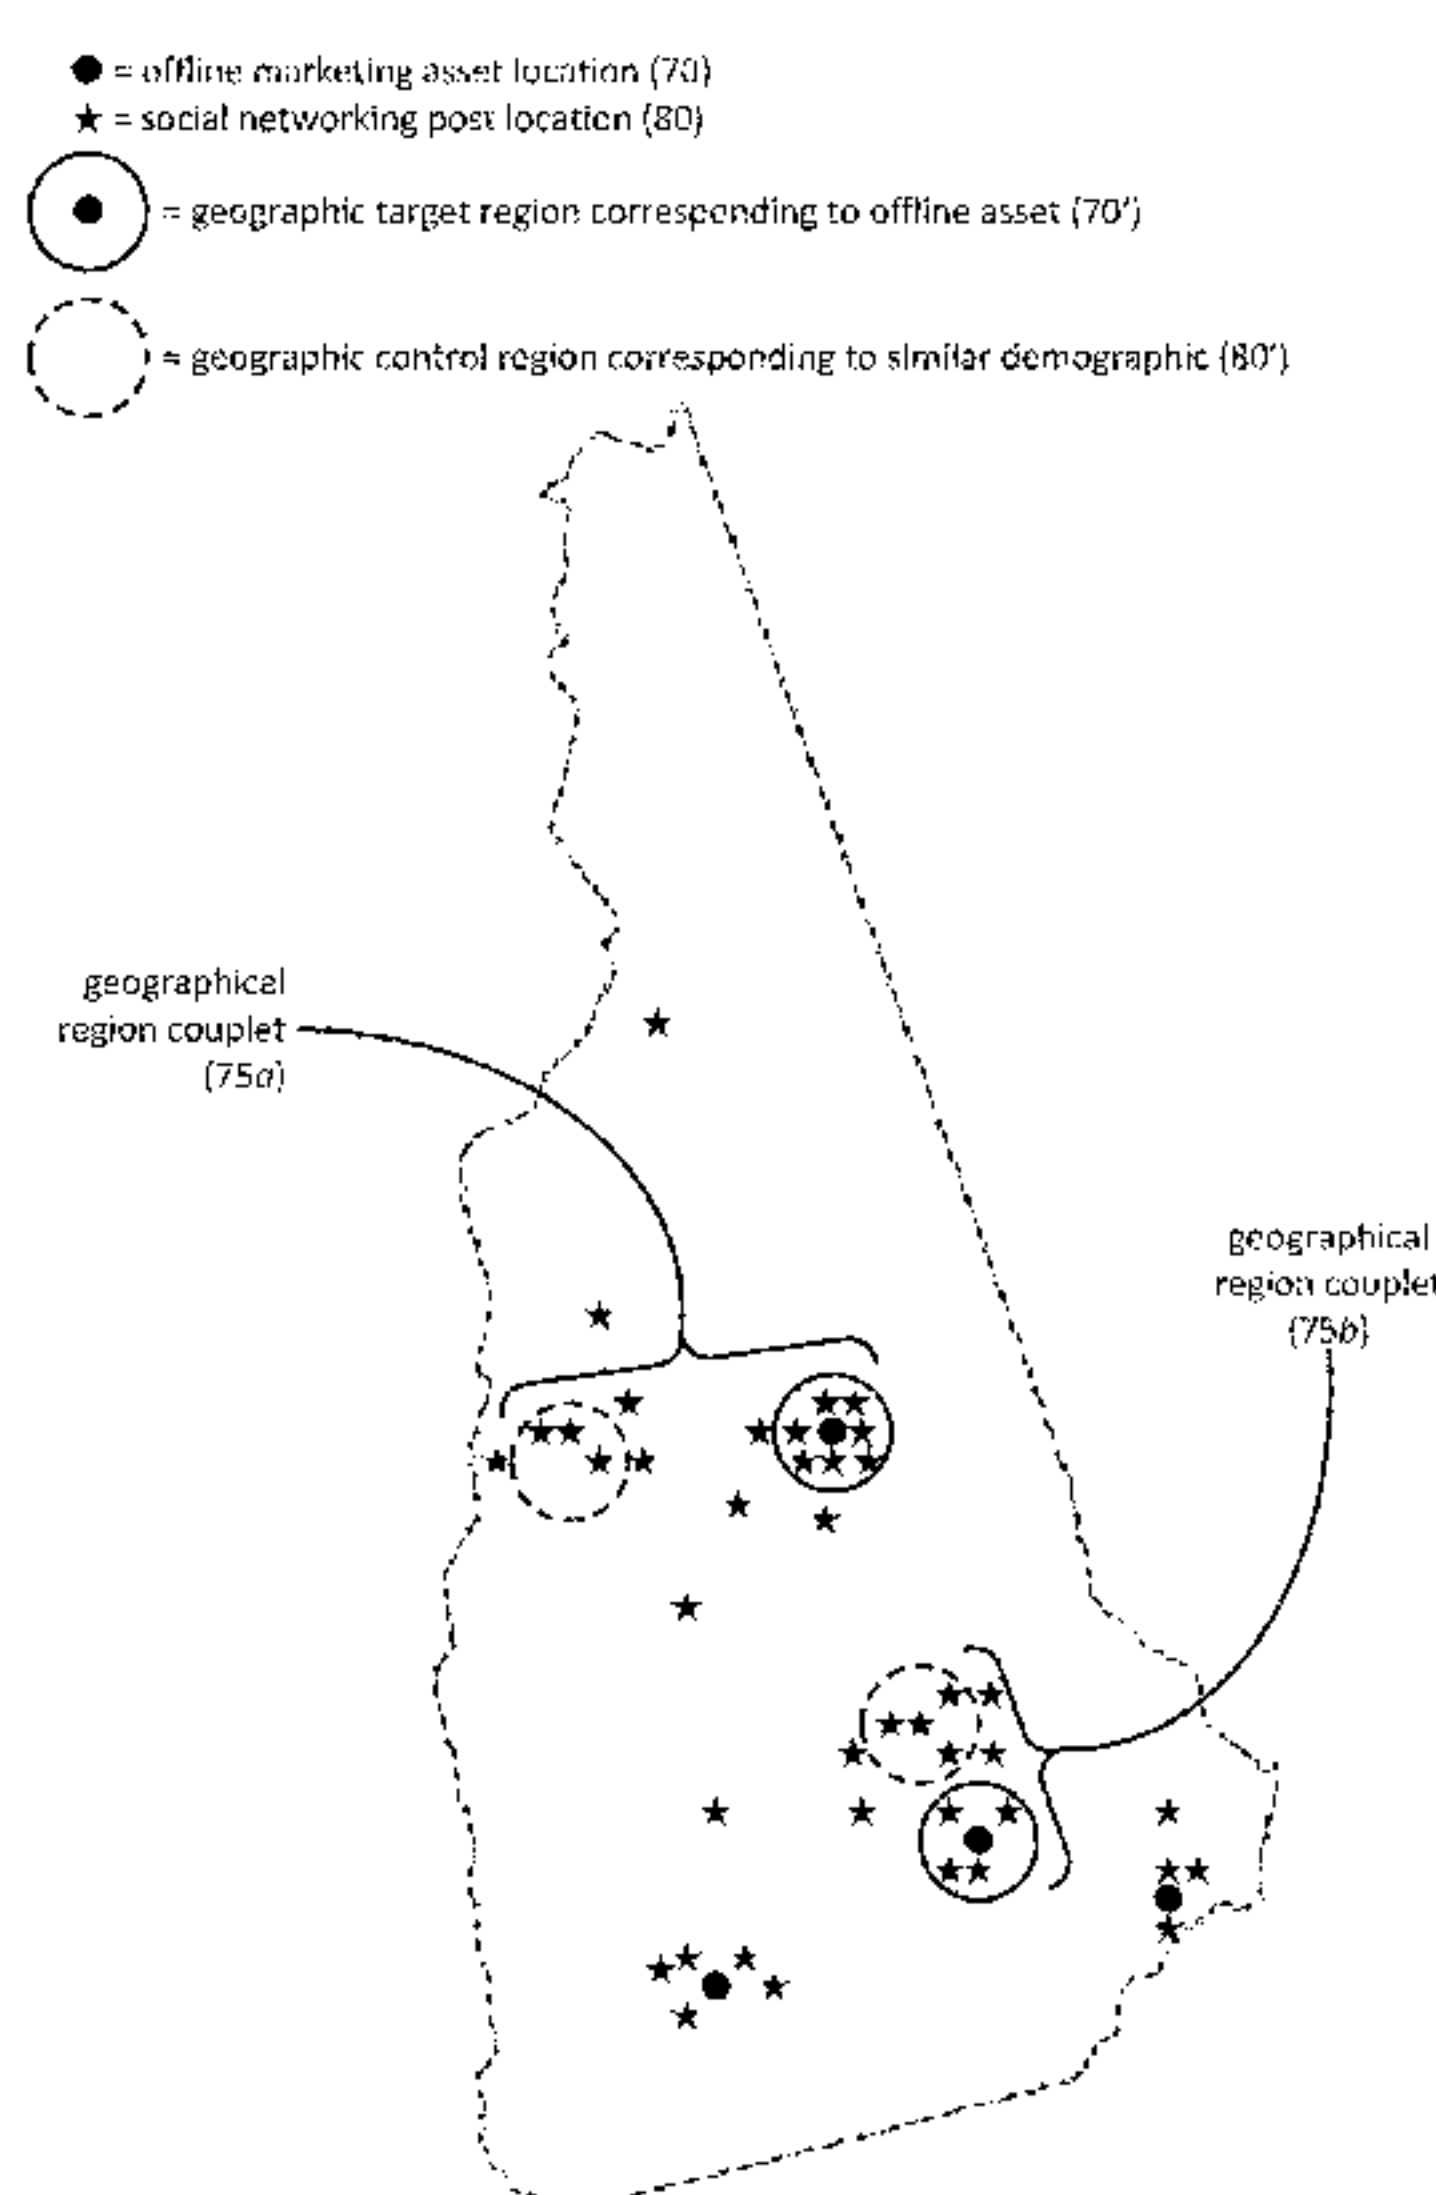 ● = offline marketing asset location (70)
★ = social networking post location (80)
= geographic target region corresponding to offline asset (70')
= geographic control region corresponding to similar demographic (80')
geographical
region couplet
(75a)
geographical
region couplet
(75b)